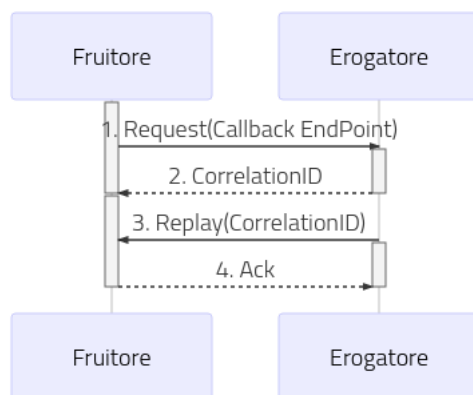 Fruitore
Erogatore
1. Request(Callback EndPoint)
2. CorrelationID
3. Replay(CorrelationID)
4. Ack
Fruitore
Erogatore